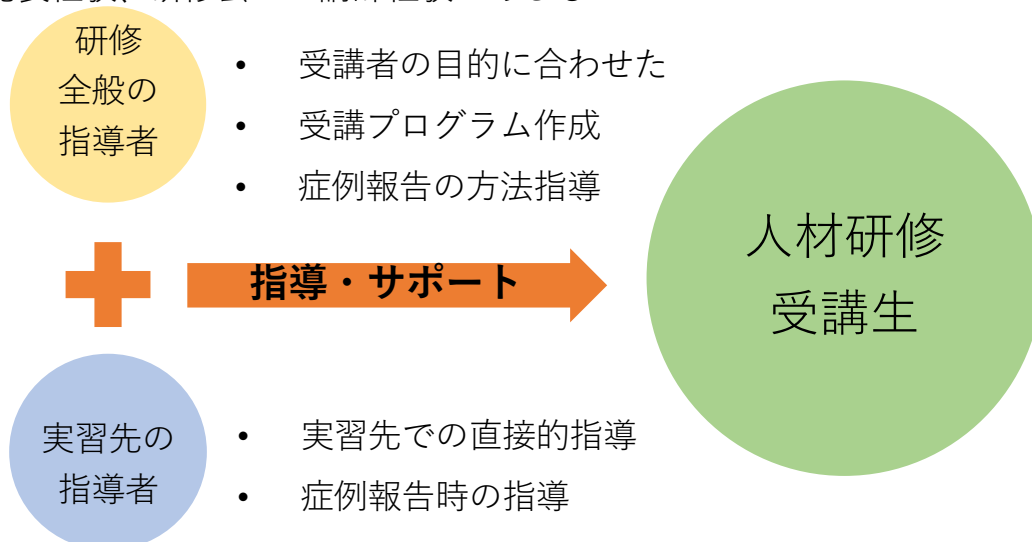 研修
全般の
指導者
• 受講者の目的に合わせた
• 受講プログラム作成
• 症例報告の方法指導
指導・サポート
人材研修
受講生
実習先の
指導者
• 実習先での直接的指導
• 症例報告時の指導